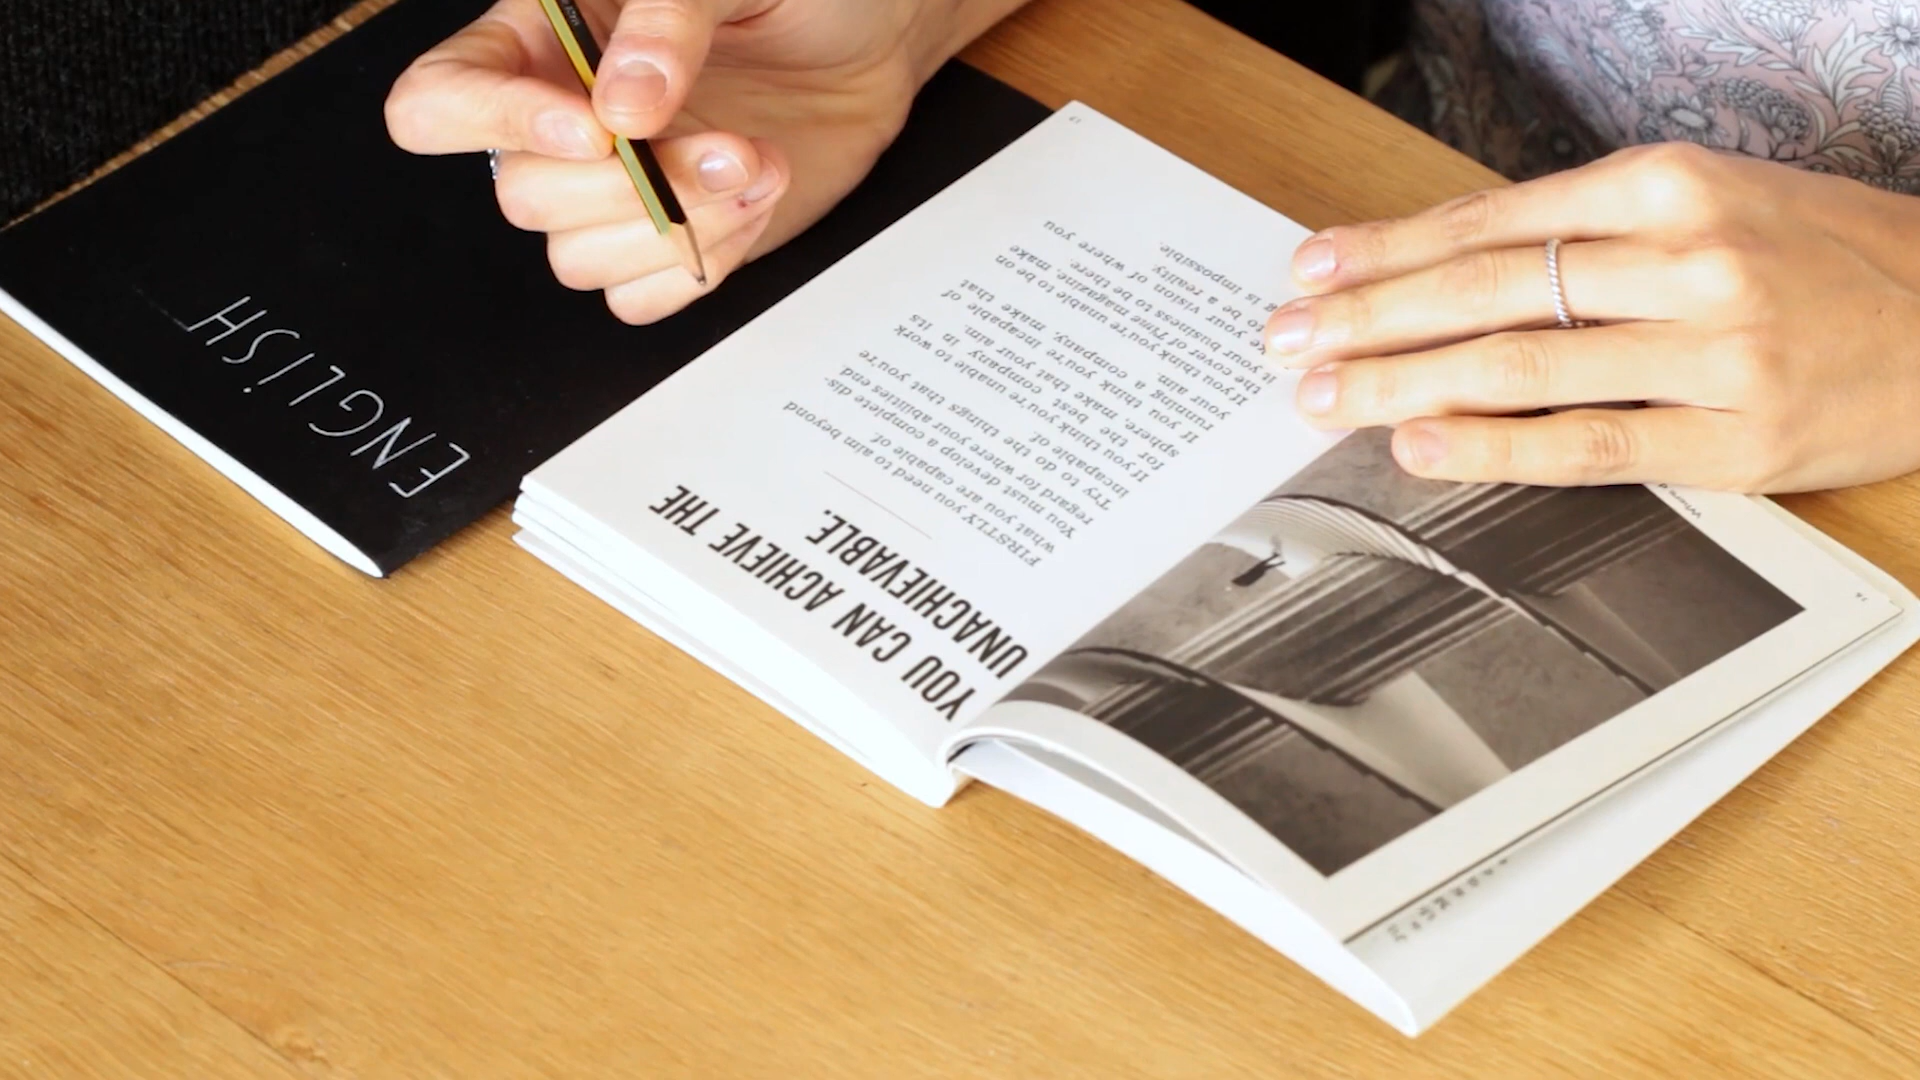 ENGLiSH
YOU CAN ACHIEVE THE
UNACHIEVABLE.
FIRSTLY you need to aim beyond
what you are capable of.
You must develop a complete dis-
regard for where your abilities end
Try to do the things that you're
incapable of.
If you think you're unable to work
for the best company in its
sphere, make that your aim.
If you think you're incapable of
running a company, make that
your aim.
If you think you're unable to be on
the cover of Time magazine, make
it your business to be there.
your vision of where you
to be a reality.
is impossible.
17
16